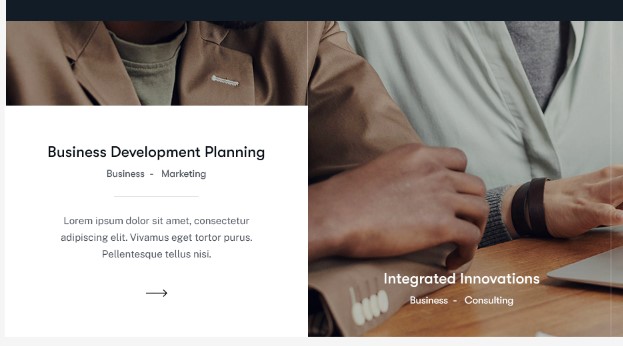 Business Development Planning
Business - Marketing
Lorem ipsum dolor sit amet, consectetur
adipiscing elit. Vivamus eget tortor purus.
Pellentesque tellus nisi.
Integrated Innovations
Business - Consulting